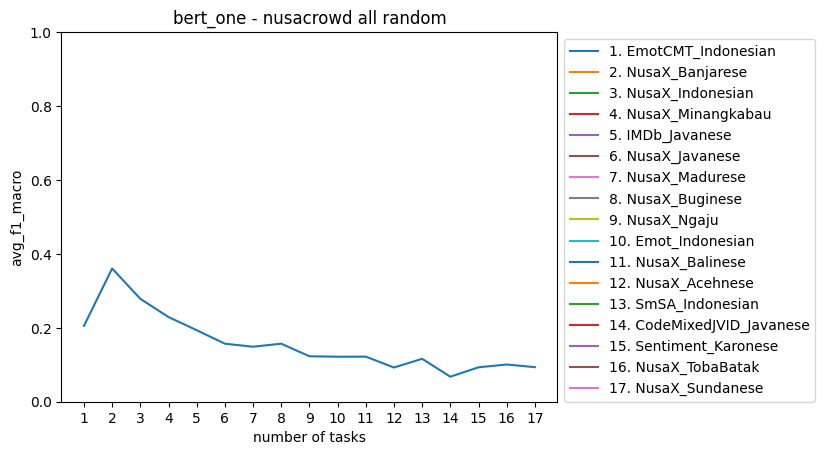 bert_one - nusacrowd all random
avg_f1_macro
1.0
0.8
0.6
0.4
0.2
0.0
1 2 3 4 5 6 7 8 9 10 11 12 13 14 15 16 17
number of tasks
1. EmotCMT_Indonesian
2. NusaX_Banjarese
3. NusaX_Indonesian
4. NusaX_Minangkabau
5. IMDb_Javanese
6. NusaX_Javanese
7. NusaX_Madurese
8. NusaX_Buginese
9. NusaX_Ngaju
10. Emot_Indonesian
11. NusaX_Balinese
12. NusaX_Acehnese
13. SmSA_Indonesian
14. CodeMixedJVID_Javanese
15. Sentiment_Karonese
16. NusaX_TobaBatak
17. NusaX_Sundanese